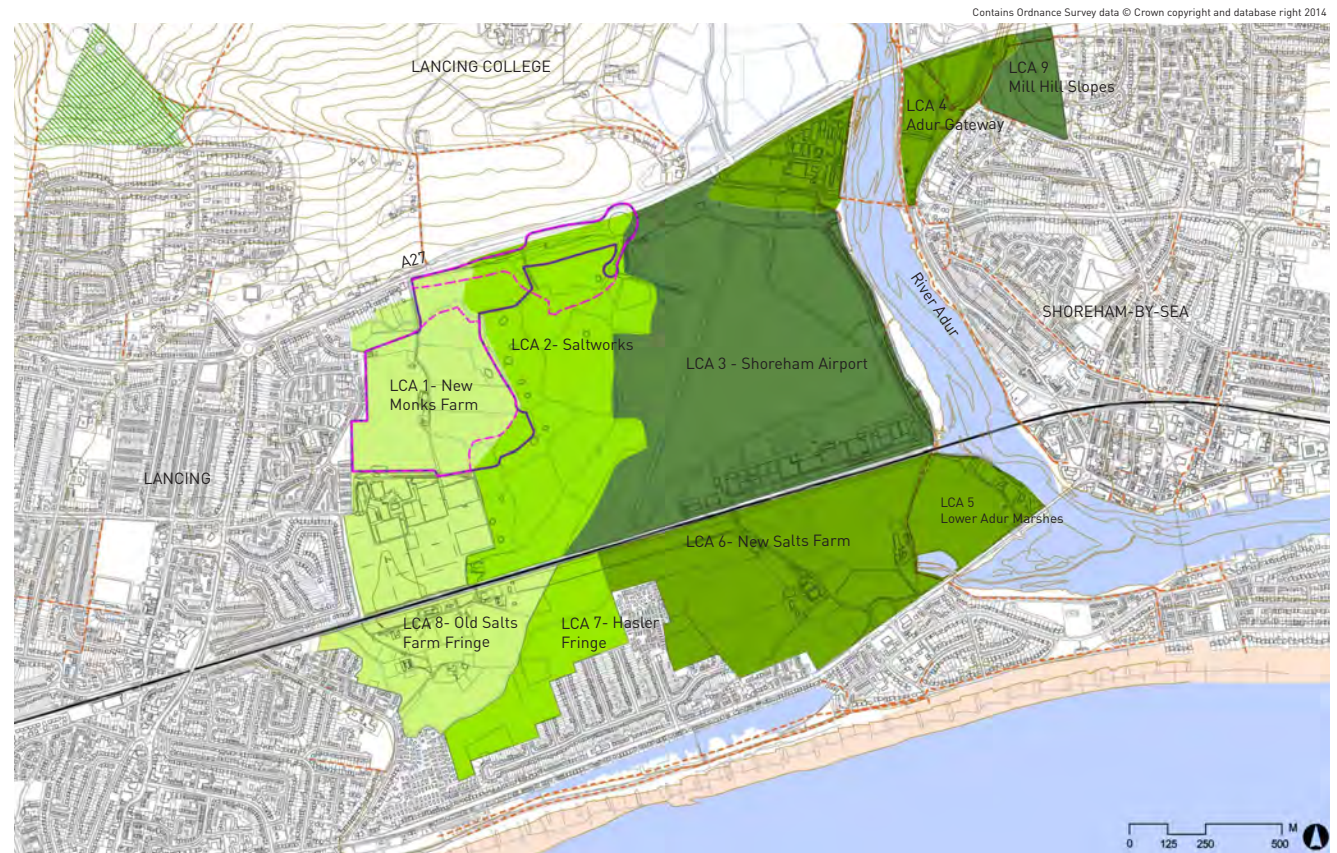 Contains Ordnance Survey data © Crown copyright and database right 2014
LANCING COLLEGE
LCA 9
Mill Hill Slopes
LCA 4
Adur Gateway
A27
River Adur
SHOREHAM-BY-SEA
LCA 2- Saltworks
LCA 3 - Shoreham Airport
LCA 1- New
Monks Farm
LANCING
LCA 5
Lower Adur Marshes
LCA 6- New Salts Farm
LCA 8- Old Salts
Farm Fringe
LCA 7- Hasler
Fringe
M
0 125 250 500